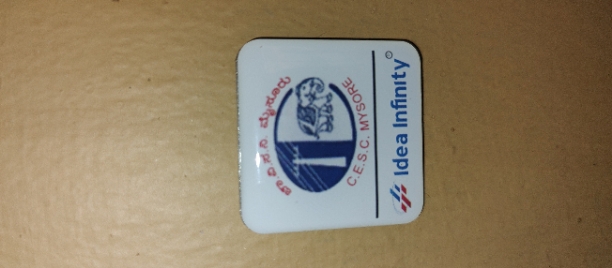 ಚಾ.ವಿ.ಸ.ನಿ ಮೈಸೂರು
C.E.S.C. MYSORE
Idea Infinity